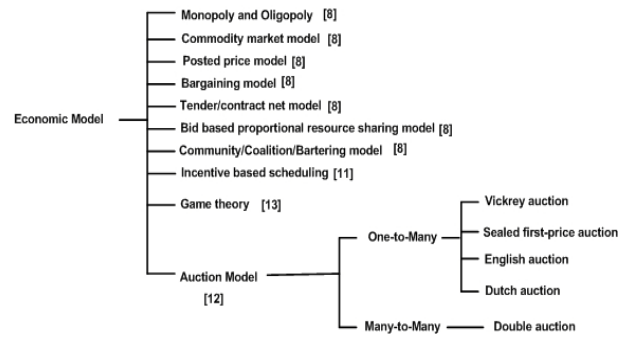 Monopoly and Oligopoly [8]
Commodity market model [8]
Posted price model [8]
Bargaining model [8]
Tender/contract net model [8]
Economic Model
Bid based proportional resource sharing model [8]
Community/Coalition/Bartering model [8]
Incentive based scheduling [11]
Game theory [13]
Auction Model
[12]
One-to-Many
Vickrey auction
Sealed first-price auction
English auction
Dutch auction
Many-to-Many
Double auction